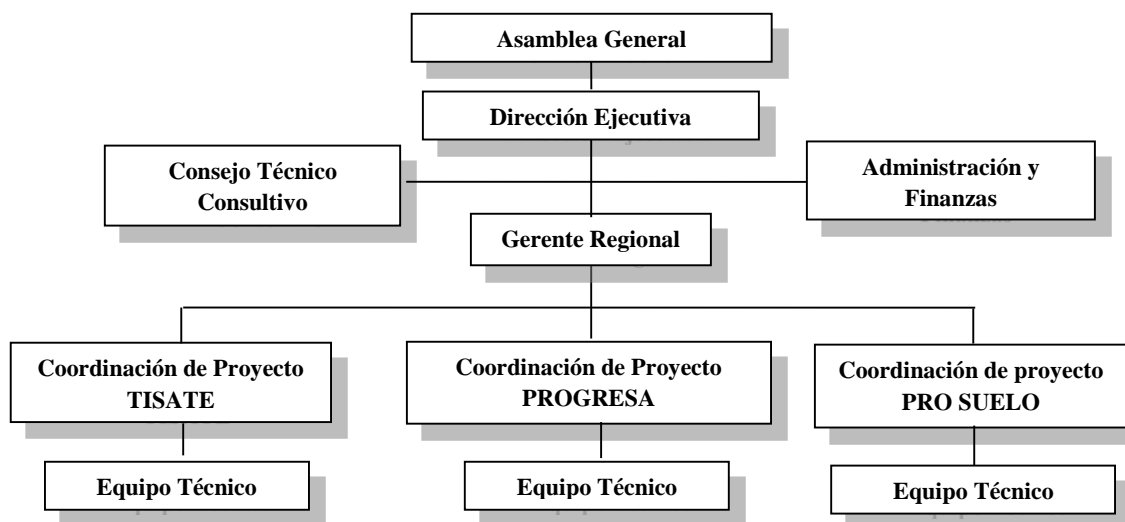 Asamblea General
Dirección Ejecutiva
Consejo Técnico
Consultivo
Administración y
Finanzas
Gerente Regional
Coordinación de Proyecto
TISATE
Coordinación de Proyecto
PROGRESA
Coordinación de proyecto
PRO SUELO
Equipo Técnico
Equipo Técnico
Equipo Técnico